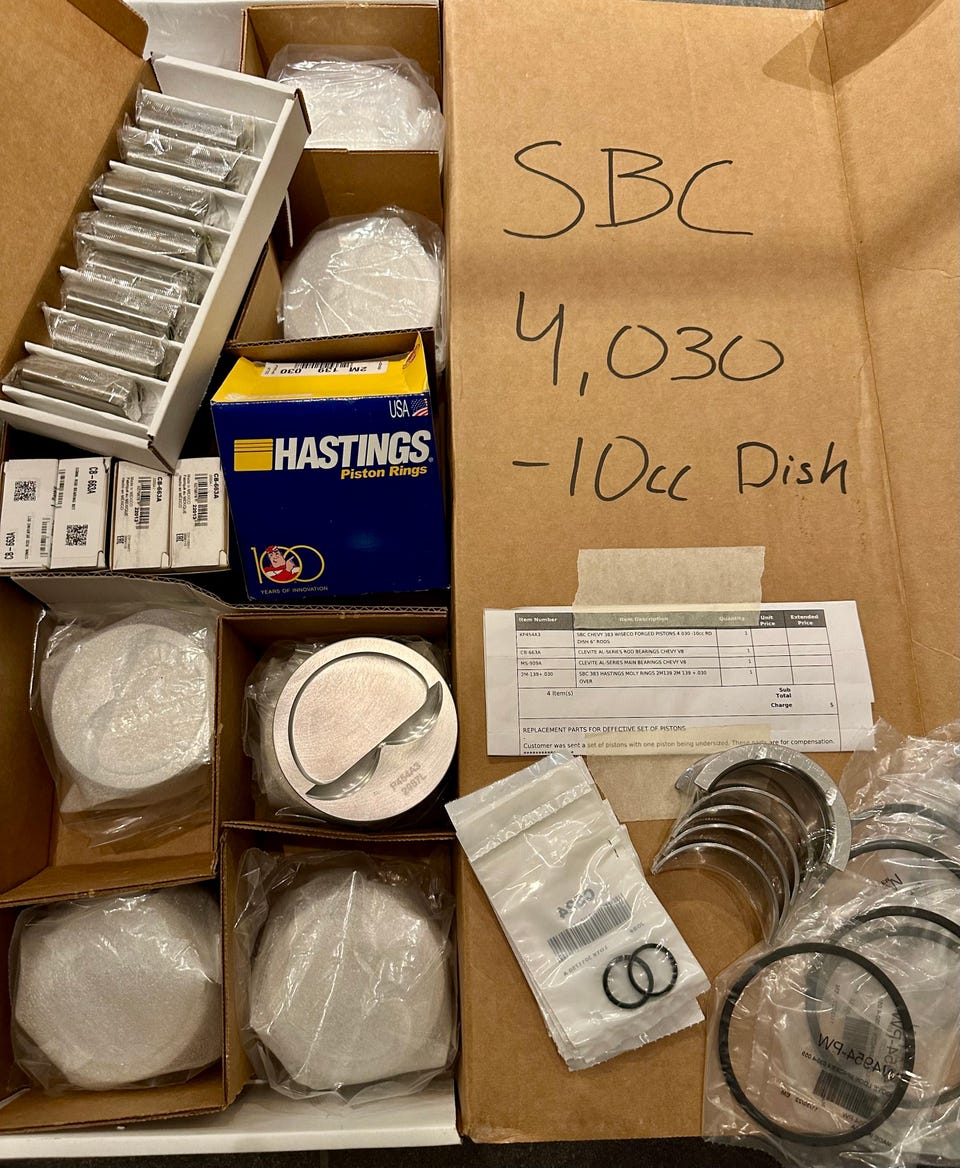 SBC
4,030
-10cc Dish
2M 139 030
USA
HASTINGS
Piston Rings
100
YEARS OF INNOVATION
CB-663A
CB-663A
CB-663A
CB-663A
P454A3
Item Number Item Description Quantity Unit Price Extended Price
KP454A3 SBC CHEVY 383 WISECO FORGED PISTONS 4.030 -10cc RD DISH 6" RODS 1
CB-663A CLEVITE AL-SERIES ROD BEARINGS CHEVY V8 1
MS-909A CLEVITE AL-SERIES MAIN BEARINGS CHEVY V8 1
2M-139+.030 SBC 383 HASTINGS MOLY RINGS 2M139 2M 139 +.030 OVER 1
4 Item(s) Sub Total
Charge $
REPLACEMENT PARTS FOR DEFECTIVE SET OF PISTONS
Customer was sent a set of pistons with one piston being undersized. These parts are for compensation.